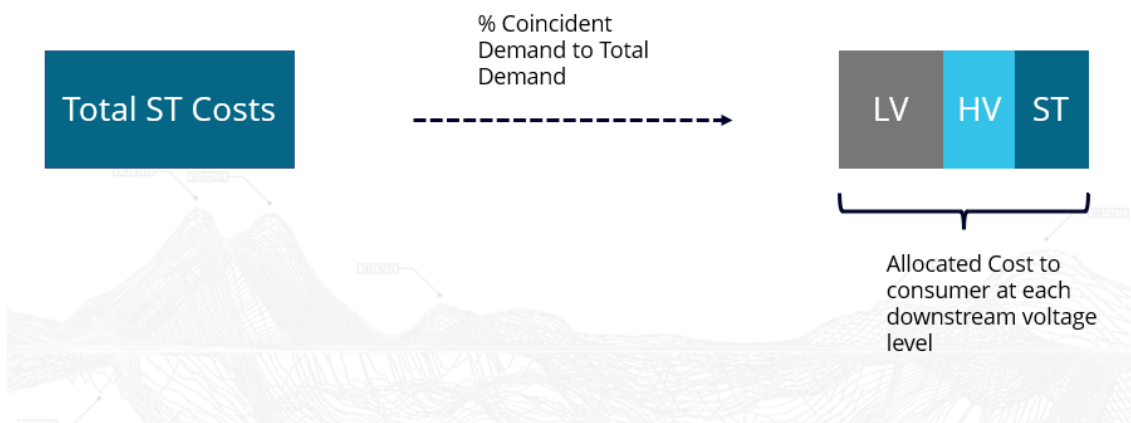 % Coincident
Demand to Total
Demand
Total ST Costs
LV HV ST
Allocated Cost to
consumer at each
downstream voltage
level